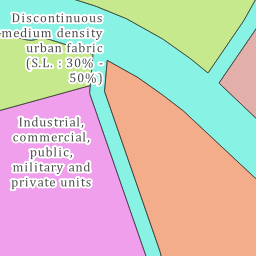 Discontinuous
medium density
urban fabric
(S.L. : 30% -
50%)
Industrial,
commercial,
public,
military and
private units